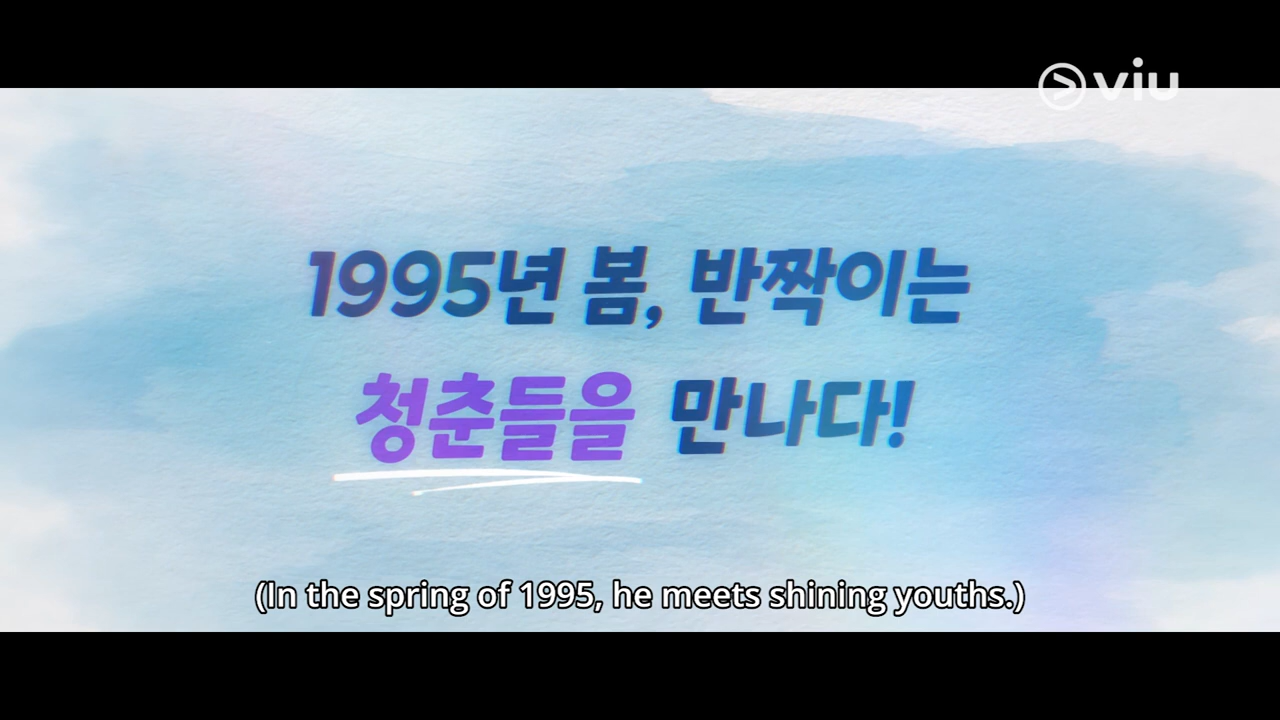 viu
1995년 봄, 반짝이는
청춘들을 만나다!
(In the spring of 1995, he meets shining youths.)